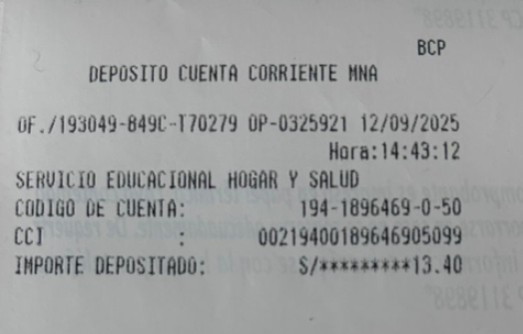 BCP
DEPOSITO CUENTA CORRIENTE MNA
OF./193049-849C-T70279 OP-0325921 12/09/2025
Hora:14:43:12
SERVICIO EDUCACIONAL HOGAR Y SALUD
CODIGO DE CUENTA: 194-1896469-0-50
CCI : 00219400189646905099
IMPORTE DEPOSITADO: S/*********13.40